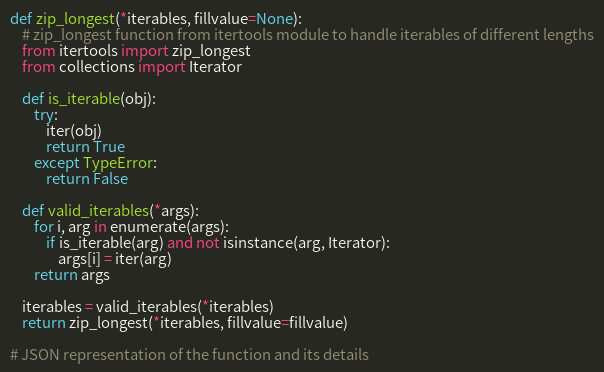 def zip_longest(*iterables, fillvalue=None):
    # zip_longest function from itertools module to handle iterables of different lengths
    from itertools import zip_longest
    from collections import Iterator

    def is_iterable(obj):
        try:
            iter(obj)
            return True
        except TypeError:
            return False

    def valid_iterables(*args):
        for i, arg in enumerate(args):
            if is_iterable(arg) and not isinstance(arg, Iterator):
                args[i] = iter(arg)
        return args

    iterables = valid_iterables(*iterables)
    return zip_longest(*iterables, fillvalue=fillvalue)

# JSON representation of the function and its details